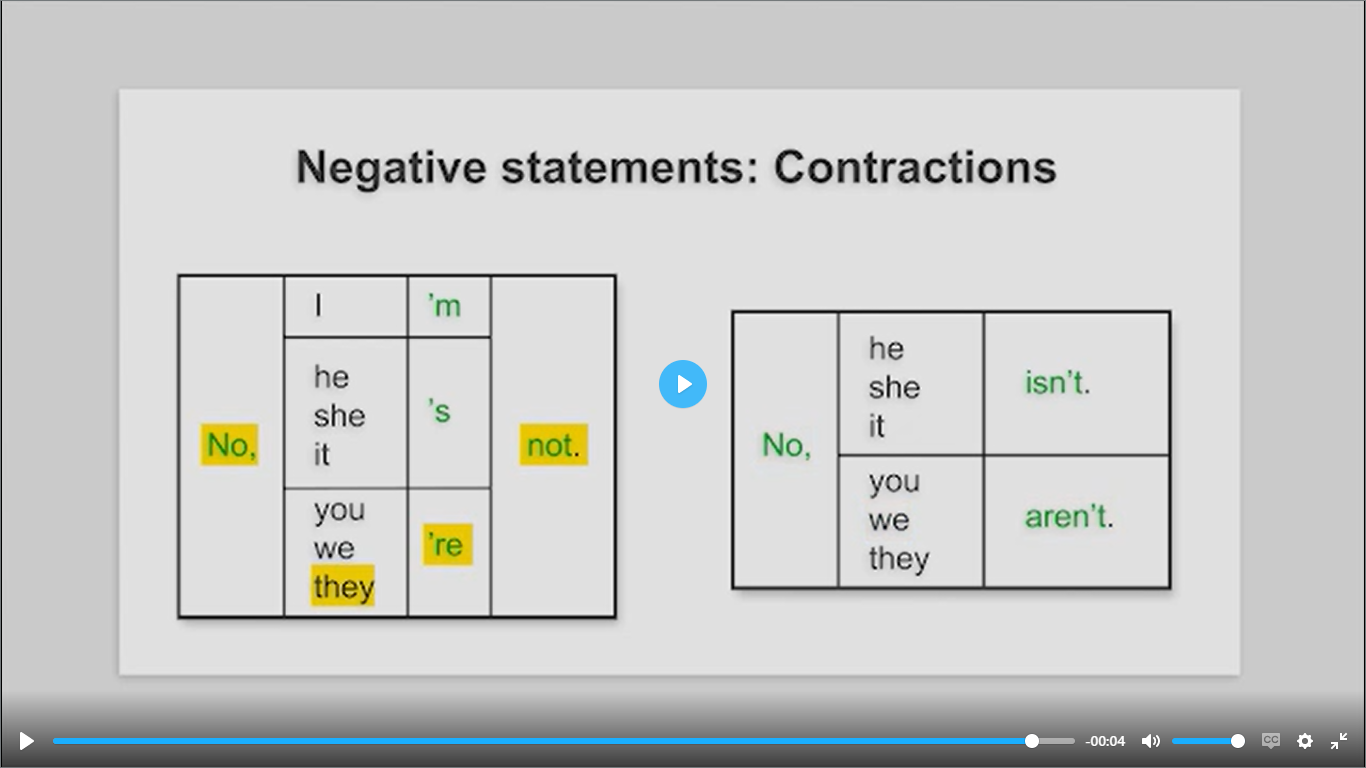 Negative statements: Contractions
No,
I
'm
he
she
it
's
you
we
they
're
not.
No,
he
she
it
isn't.
you
we
they
aren't.
-00:04
CC